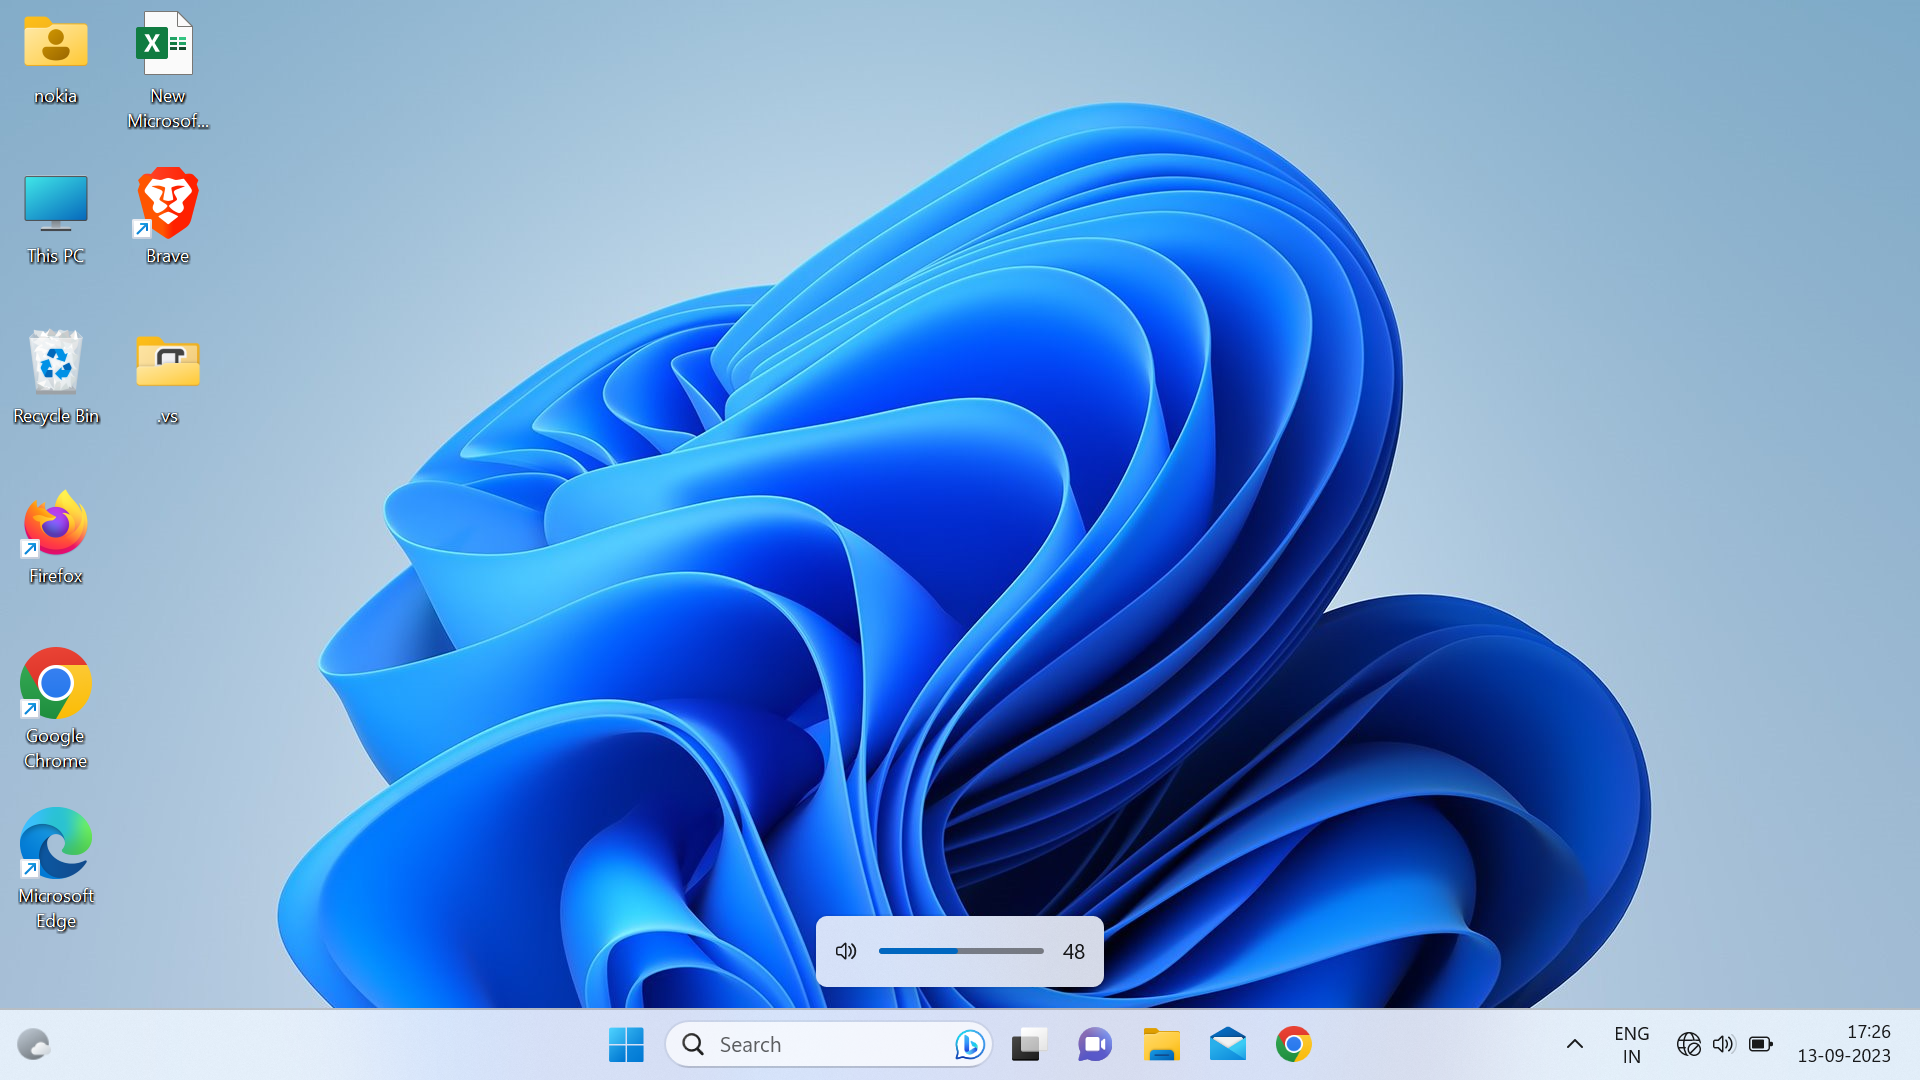 nokia
New
Microsof...
This PC
Brave
Recycle Bin
.vs
Firefox
Google
Chrome
Microsoft
Edge
48
Search
ENG
IN
17:26
13-09-2023